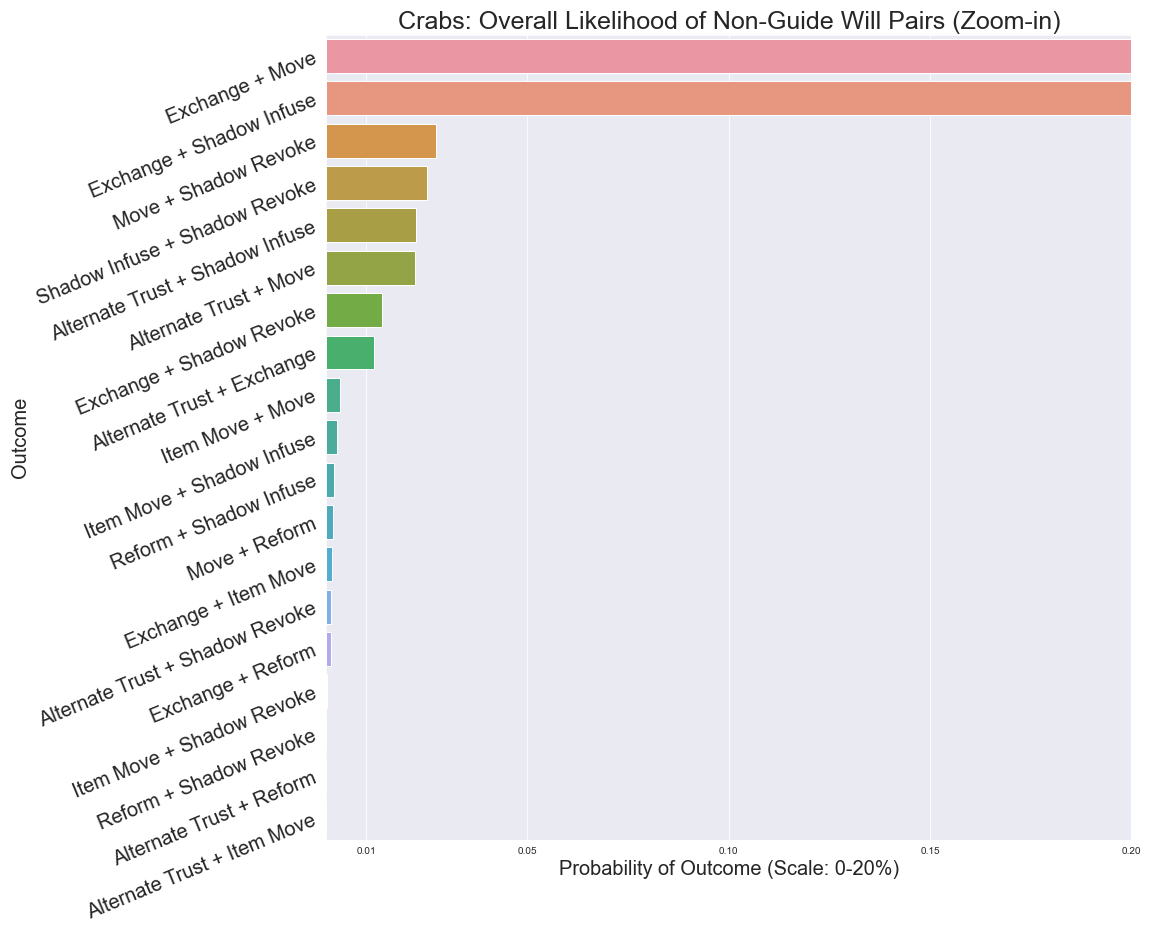 Crabs: Overall Likelihood of Non-Guide Will Pairs (Zoom-in)
Exchange + Move
Exchange + Shadow Infuse
Move + Shadow Revoke
Shadow Infuse + Shadow Revoke
Alternate Trust + Shadow Infuse
Alternate Trust + Move
Exchange + Shadow Revoke
Alternate Trust + Exchange
Item Move + Move
Item Move + Shadow Infuse
Reform + Shadow Infuse
Move + Reform
Exchange + Item Move
Alternate Trust + Shadow Revoke
Exchange + Reform
Item Move + Shadow Revoke
Reform + Shadow Revoke
Alternate Trust + Reform
Alternate Trust + Item Move
Outcome
0.01 0.05 0.10 0.15 0.20
Probability of Outcome (Scale: 0-20%)